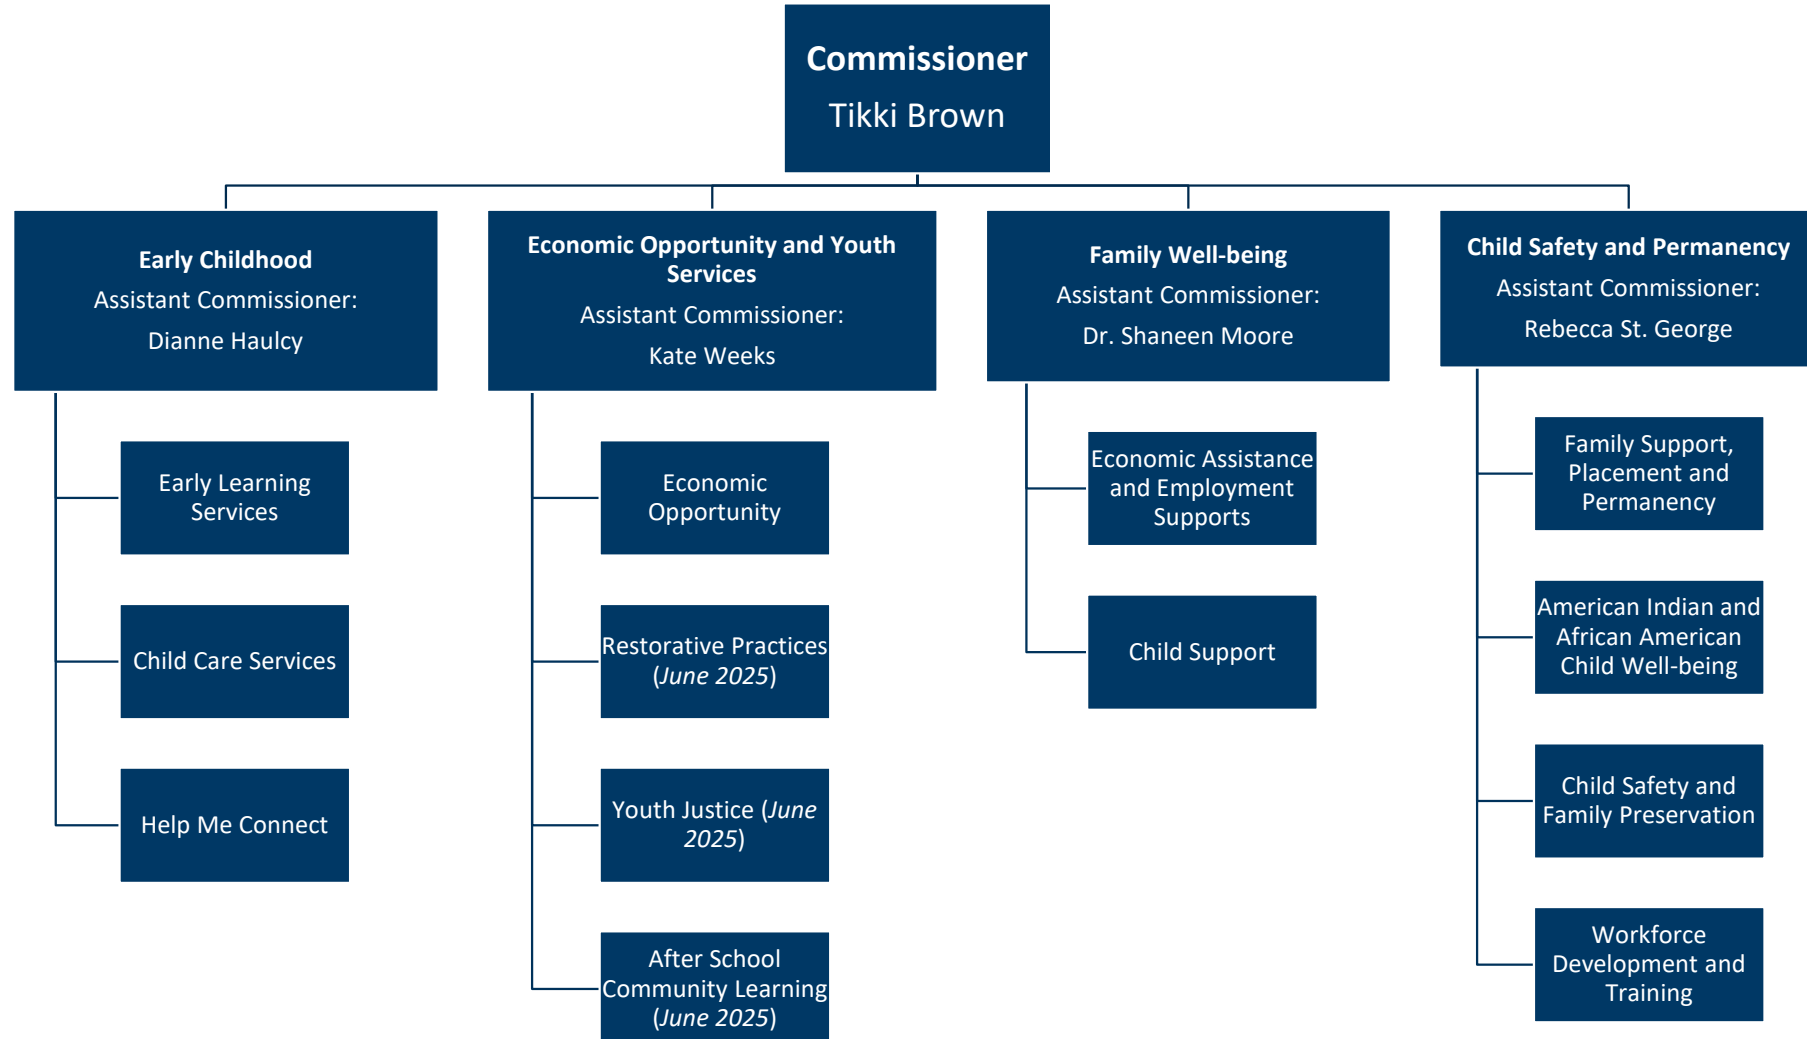 Commissioner
Tikki Brown
Early Childhood
Assistant Commissioner:
Dianne Haulcy
Early Learning
Services
Child Care Services
Help Me Connect
Economic Opportunity and Youth
Services
Assistant Commissioner:
Kate Weeks
Economic
Opportunity
Restorative Practices
(June 2025)
Youth Justice (June
2025)
After School
Community Learning
(June 2025)
Family Well-being
Assistant Commissioner:
Dr. Shaneen Moore
Economic Assistance
and Employment
Supports
Child Support
Child Safety and Permanency
Assistant Commissioner:
Rebecca St. George
Family Support,
Placement and
Permanency
American Indian and
African American
Child Well-being
Child Safety and
Family Preservation
Workforce
Development and
Training